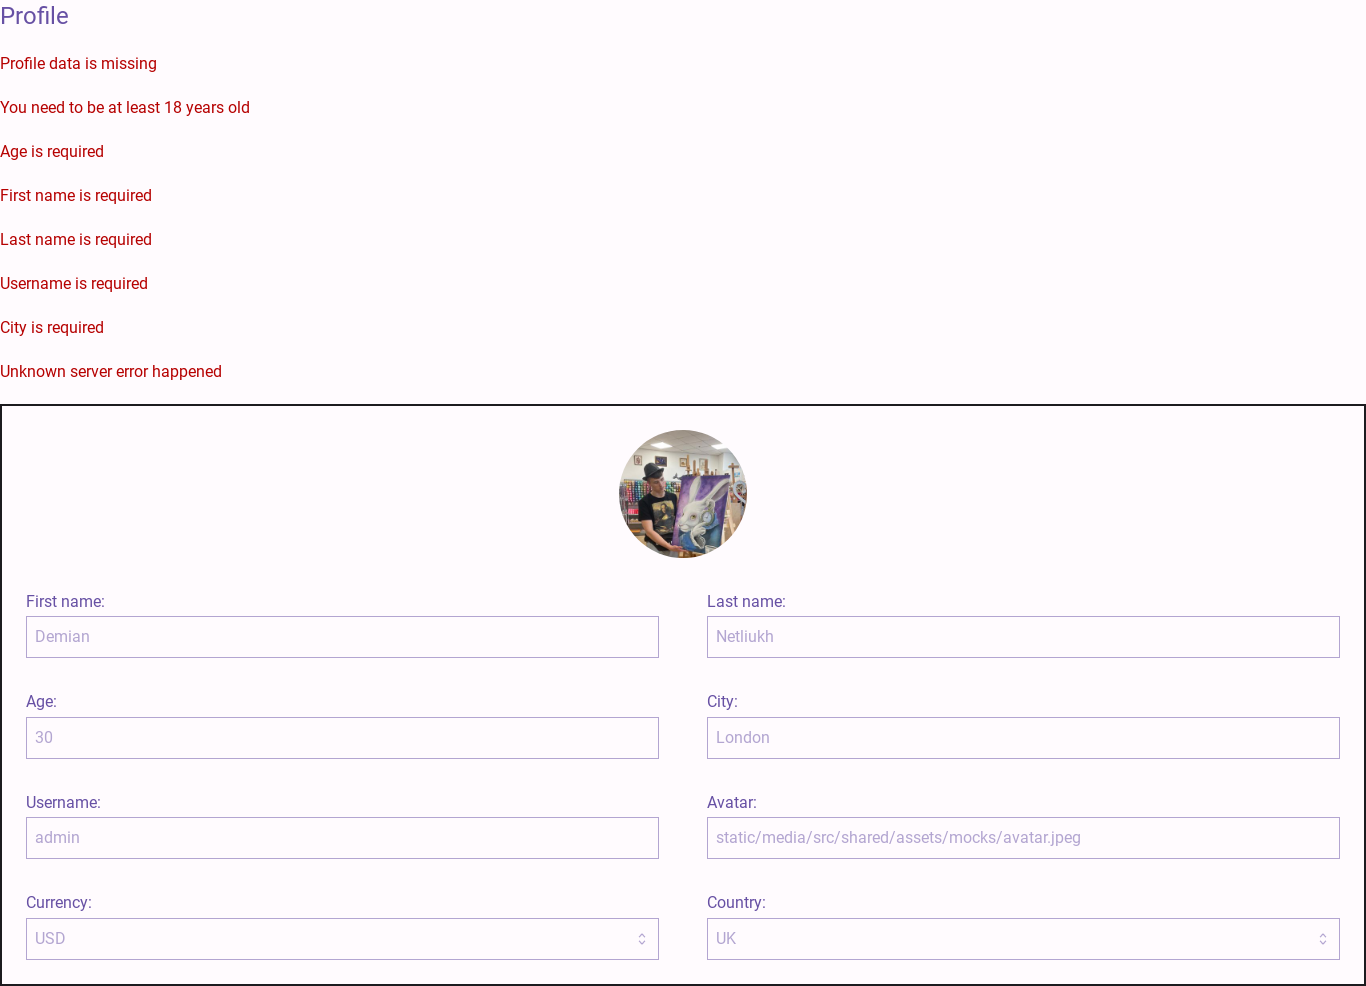 Profile
Profile data is missing
You need to be at least 18 years old
Age is required
First name is required
Last name is required
Username is required
City is required
Unknown server error happened
First name:
Last name:
Demian
Netliukh
Age:
City:
30
London
Username:
Avatar:
admin
static/media/src/shared/assets/mocks/avatar.jpeg
Currency:
Country:
USD
UK